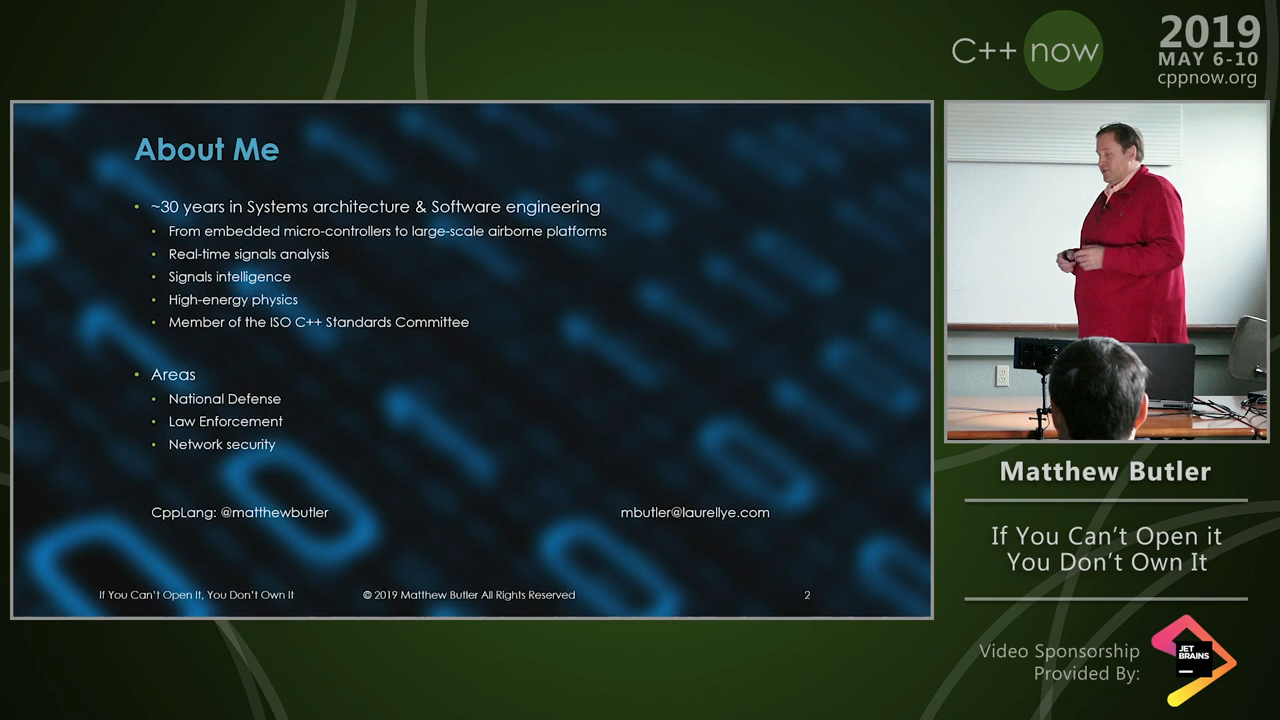 C++ now
2019
MAY 6-10
cppnow.org
About Me
~30 years in Systems architecture & Software engineering
From embedded micro-controllers to large-scale airborne platforms
Real-time signals analysis
Signals intelligence
High-energy physics
Member of the ISO C++ Standards Committee
Areas
National Defense
Law Enforcement
Network security
CppLang: @matthewbutler
mbutler@laurellye.com
If You Can't Open It, You Don't Own It
© 2019 Matthew Butler All Rights Reserved
2
Matthew Butler
If You Can't Open it
You Don't Own It
Video Sponsorship
Provided By:
JET
BRAINS